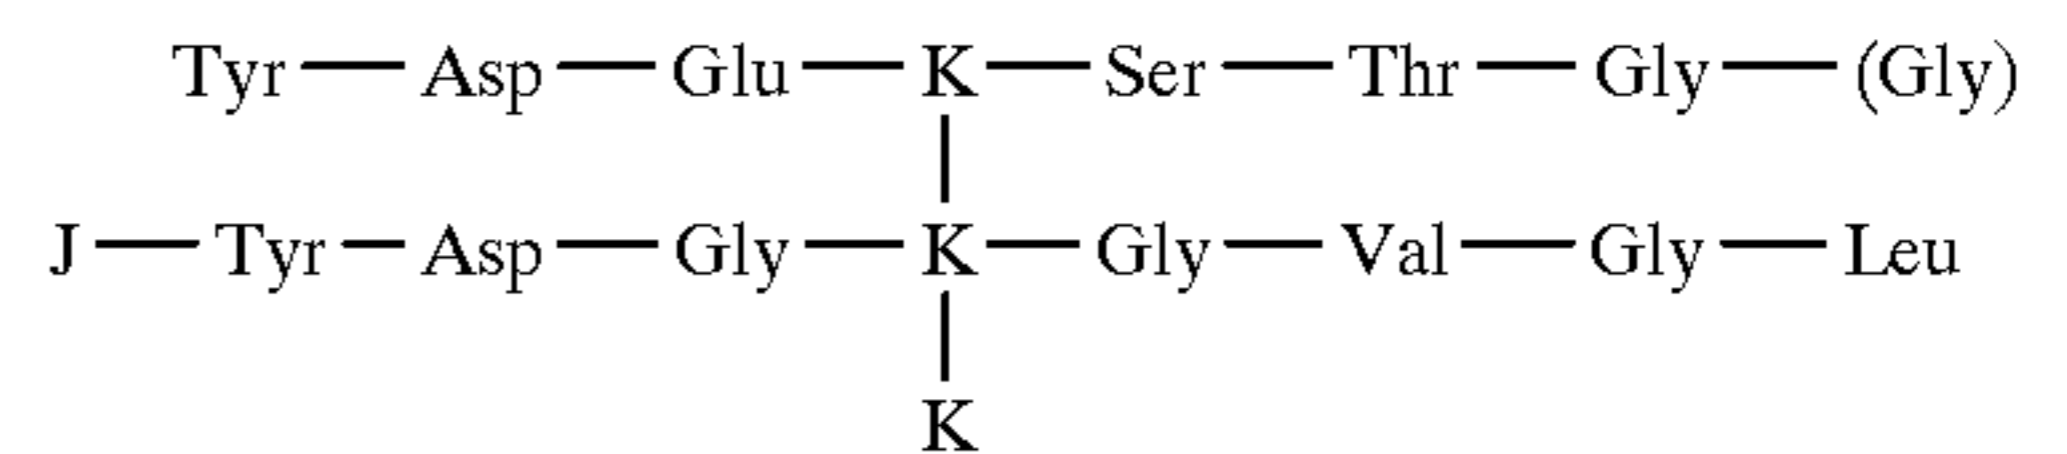 Tyr — Asp — Glu — K — Ser — Thr — Gly — (Gly)
J — Tyr — Asp — Gly — K — Gly — Val — Gly — Leu
K